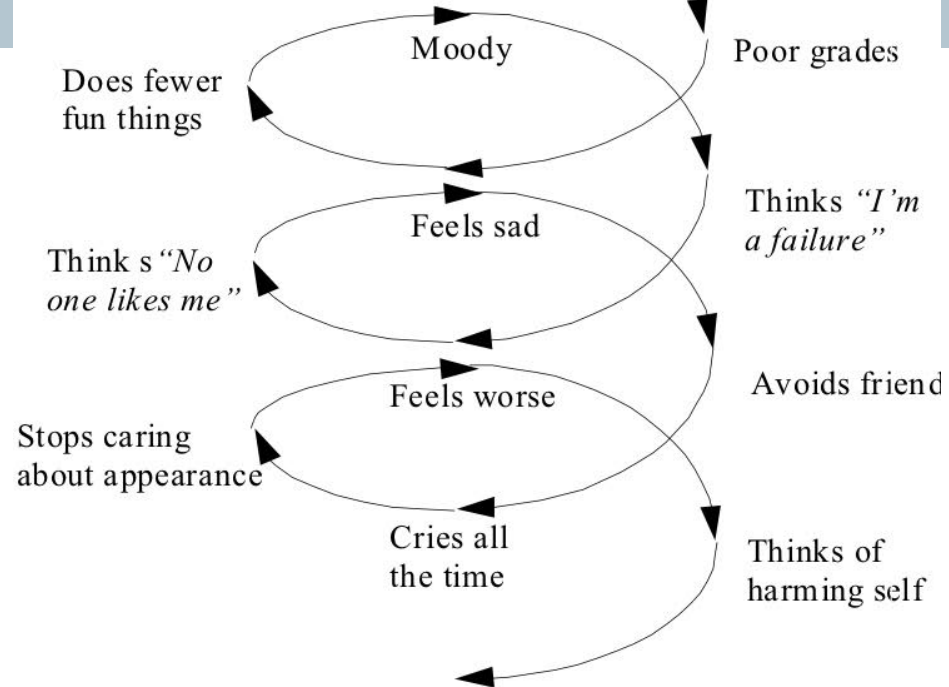 Moody
Poor grades
Does fewer
fun things
Thinks “I’m
a failure”
Feels sad
Think s “No
one likes me”
Avoids friend
Feels worse
Stops caring
about appearance
Cries all
the time
Thinks of
harming self